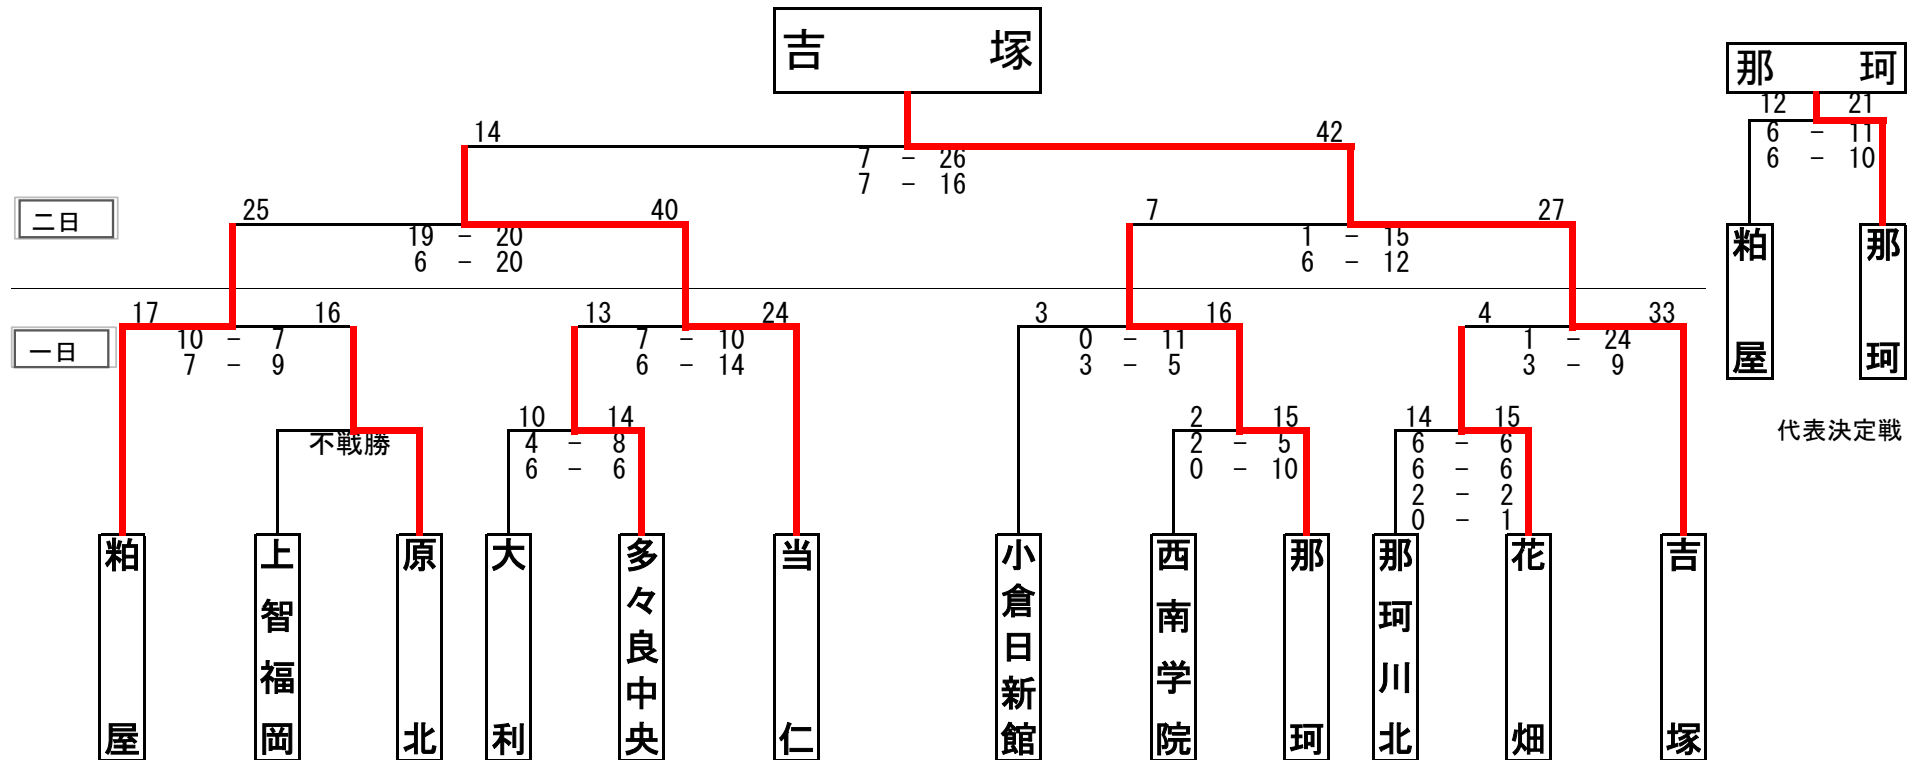 吉塚
那珂
12 21
6 - 11
6 - 10
14 42
7 - 26
7 - 16
二日
25 40
19 - 20
6 - 20
7 27
1 - 15
6 - 12
粕屋
那珂
代表決定戦
一日
17 16
10 - 7
7 - 9
13 24
7 - 10
6 - 14
3 16
0 - 11
3 - 5
4 33
1 - 24
3 - 9
不戦勝
10 14
4 - 8
6 - 6
2 15
2 - 5
0 - 10
14 15
6 - 6
6 - 6
2 - 2
0 - 1
粕屋
上智福岡
原北
大利
多々良中央
当仁
小倉日新館
西南学院
那珂
那珂川北
花畑
吉塚